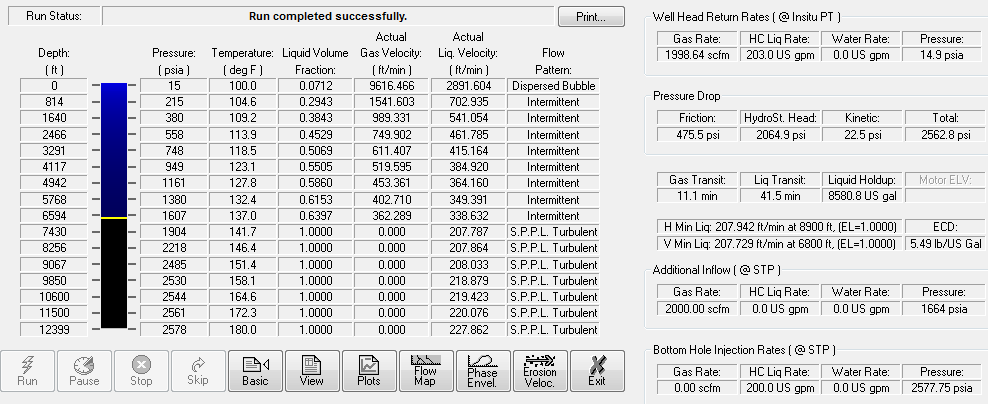 Run Status: Run completed successfully. Print...
Depth: ( ft ) Pressure: ( psia ) Temperature: ( deg F ) Liquid Volume Fraction: Actual Gas Velocity: ( ft/min ) Actual Liq. Velocity: ( ft/min ) Flow Pattern:
0 15 100.0 0.0712 9616.466 2891.604 Dispersed Bubble
814 215 104.6 0.2943 1541.603 702.935 Intermittent
1640 380 109.2 0.3843 989.331 541.054 Intermittent
2466 558 113.9 0.4529 749.902 461.785 Intermittent
3291 748 118.5 0.5069 611.407 415.164 Intermittent
4117 949 123.1 0.5505 519.595 384.920 Intermittent
4942 1161 127.8 0.5860 453.361 364.160 Intermittent
5768 1380 132.4 0.6153 402.710 349.391 Intermittent
6594 1607 137.0 0.6397 362.289 338.632 Intermittent
7430 1904 141.7 1.0000 0.000 207.787 S.P.P.L. Turbulent
8256 2218 146.4 1.0000 0.000 207.864 S.P.P.L. Turbulent
9067 2485 151.4 1.0000 0.000 208.033 S.P.P.L. Turbulent
9850 2530 158.1 1.0000 0.000 218.879 S.P.P.L. Turbulent
10600 2544 164.6 1.0000 0.000 219.423 S.P.P.L. Turbulent
11500 2561 172.3 1.0000 0.000 220.076 S.P.P.L. Turbulent
12399 2578 180.0 1.0000 0.000 227.862 S.P.P.L. Turbulent
Run Pause Stop Skip Basic View Plots Flow Map Phase Envel. Erosion Veloc. Exit
Well Head Return Rates ( @ Insitu PT )
Gas Rate: HC Liq Rate: Water Rate: Pressure:
1998.64 scfm 203.0 US gpm 0.0 US gpm 14.9 psia
Pressure Drop
Friction: HydroSt. Head: Kinetic: Total:
475.5 psi 2064.9 psi 22.5 psi 2562.8 psi
Gas Transit: Liq Transit: Liquid Holdup: Motor ELV:
11.1 min 41.5 min 8580.8 US gal
H Min Liq: 207.942 ft/min at 8900 ft, (EL=1.0000) ECD:
V Min Liq: 207.729 ft/min at 6800 ft, (EL=1.0000) 5.49 lb/US Gal
Additional Inflow ( @ STP )
Gas Rate: HC Liq Rate: Water Rate: Pressure:
2000.00 scfm 0.0 US gpm 0.0 US gpm 1664 psia
Bottom Hole Injection Rates ( @ STP )
Gas Rate: HC Liq Rate: Water Rate: Pressure:
0.00 scfm 200.0 US gpm 0.0 US gpm 2577.75 psia